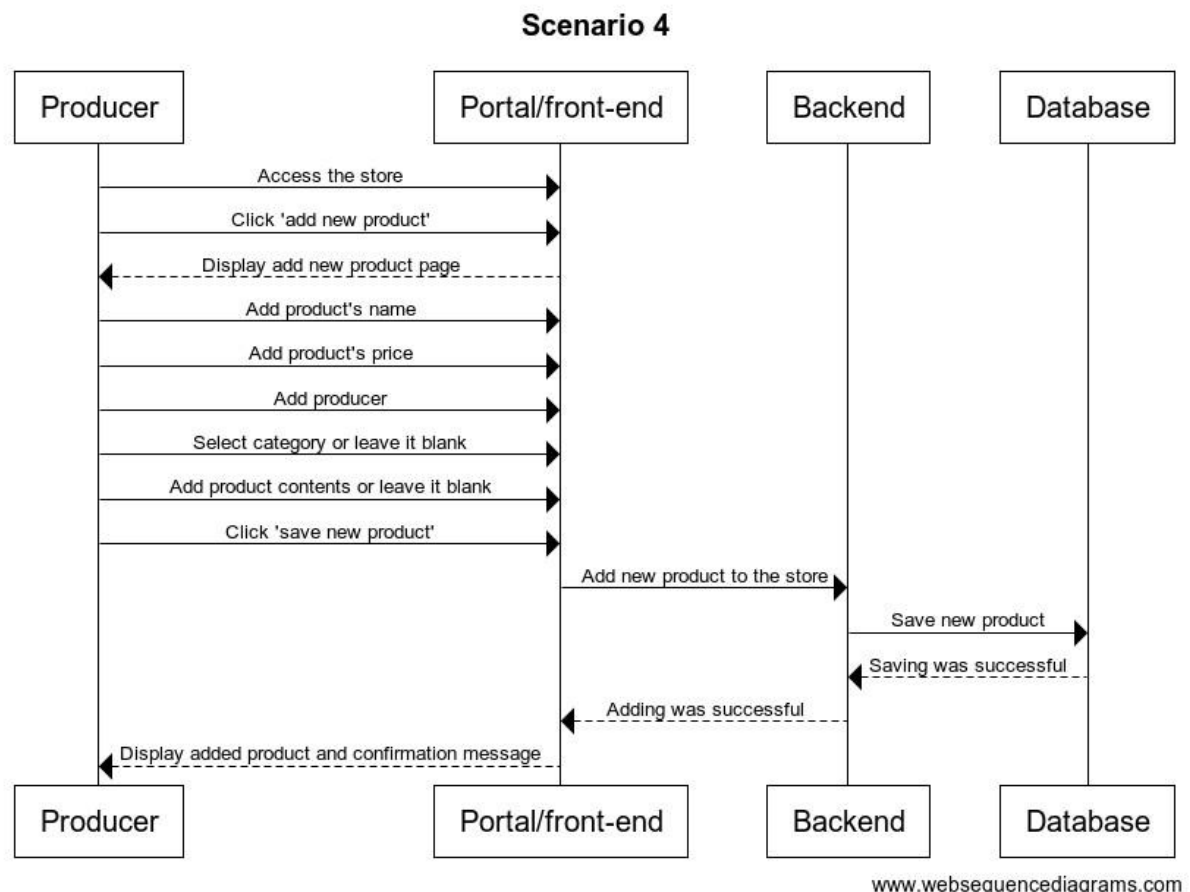 Scenario 4
Producer
Portal/front-end
Backend
Database
Access the store
Click 'add new product'
Display add new product page
Add product's name
Add product's price
Add producer
Select category or leave it blank
Add product contents or leave it blank
Click 'save new product'
Add new product to the store
Save new product
Saving was successful
Adding was successful
Display added product and confirmation message
Producer
Portal/front-end
Backend
Database
www.websequencediagrams.com